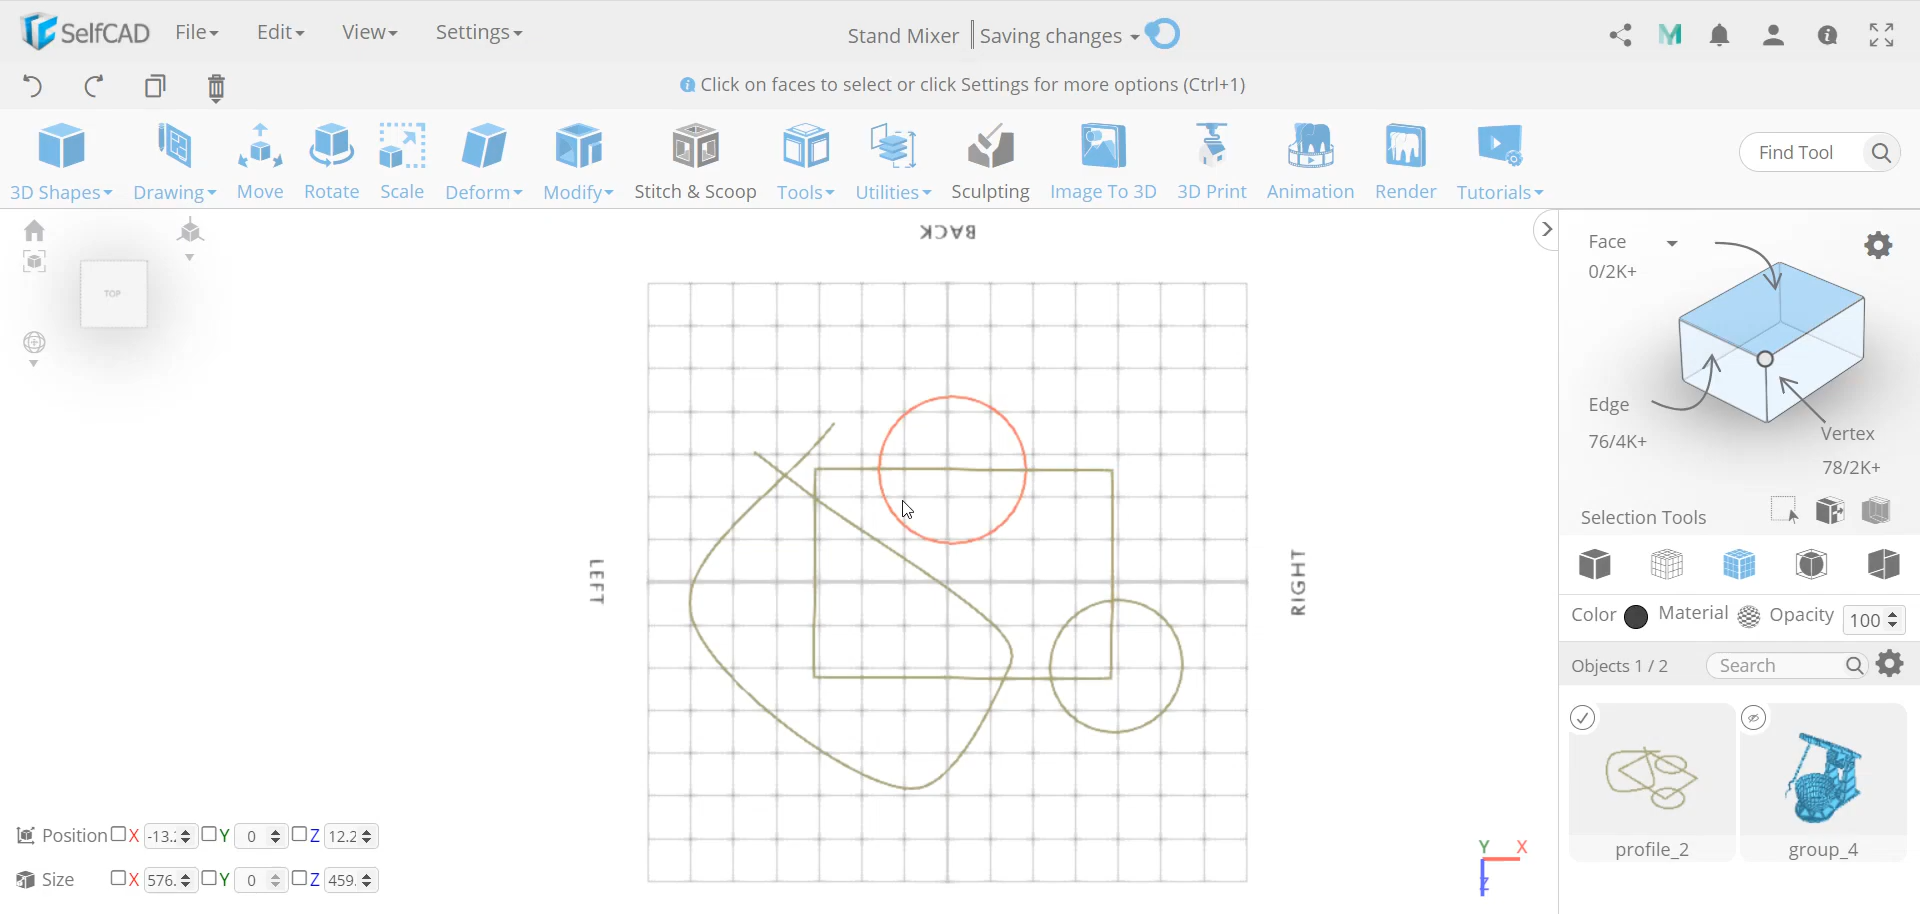 SelfCAD File Edit View Settings Stand Mixer Saving changes
Click on faces to select or click Settings for more options (Ctrl+1)
3D Shapes Drawing Move Rotate Scale Deform Modify Stitch & Scoop Tools Utilities Sculpting Image To 3D 3D Print Animation Render Tutorials
Find Tool
BACK
TOP
LEFT
RIGHT
Face
0/2K+
Edge
76/4K+
Vertex
78/2K+
Selection Tools
Color Material Opacity 100
Objects 1 / 2 Search
profile_2 group_4
Position X -13. Y 0 Z 12.2
Size X 576. Y 0 Z 459.
Y X
Z